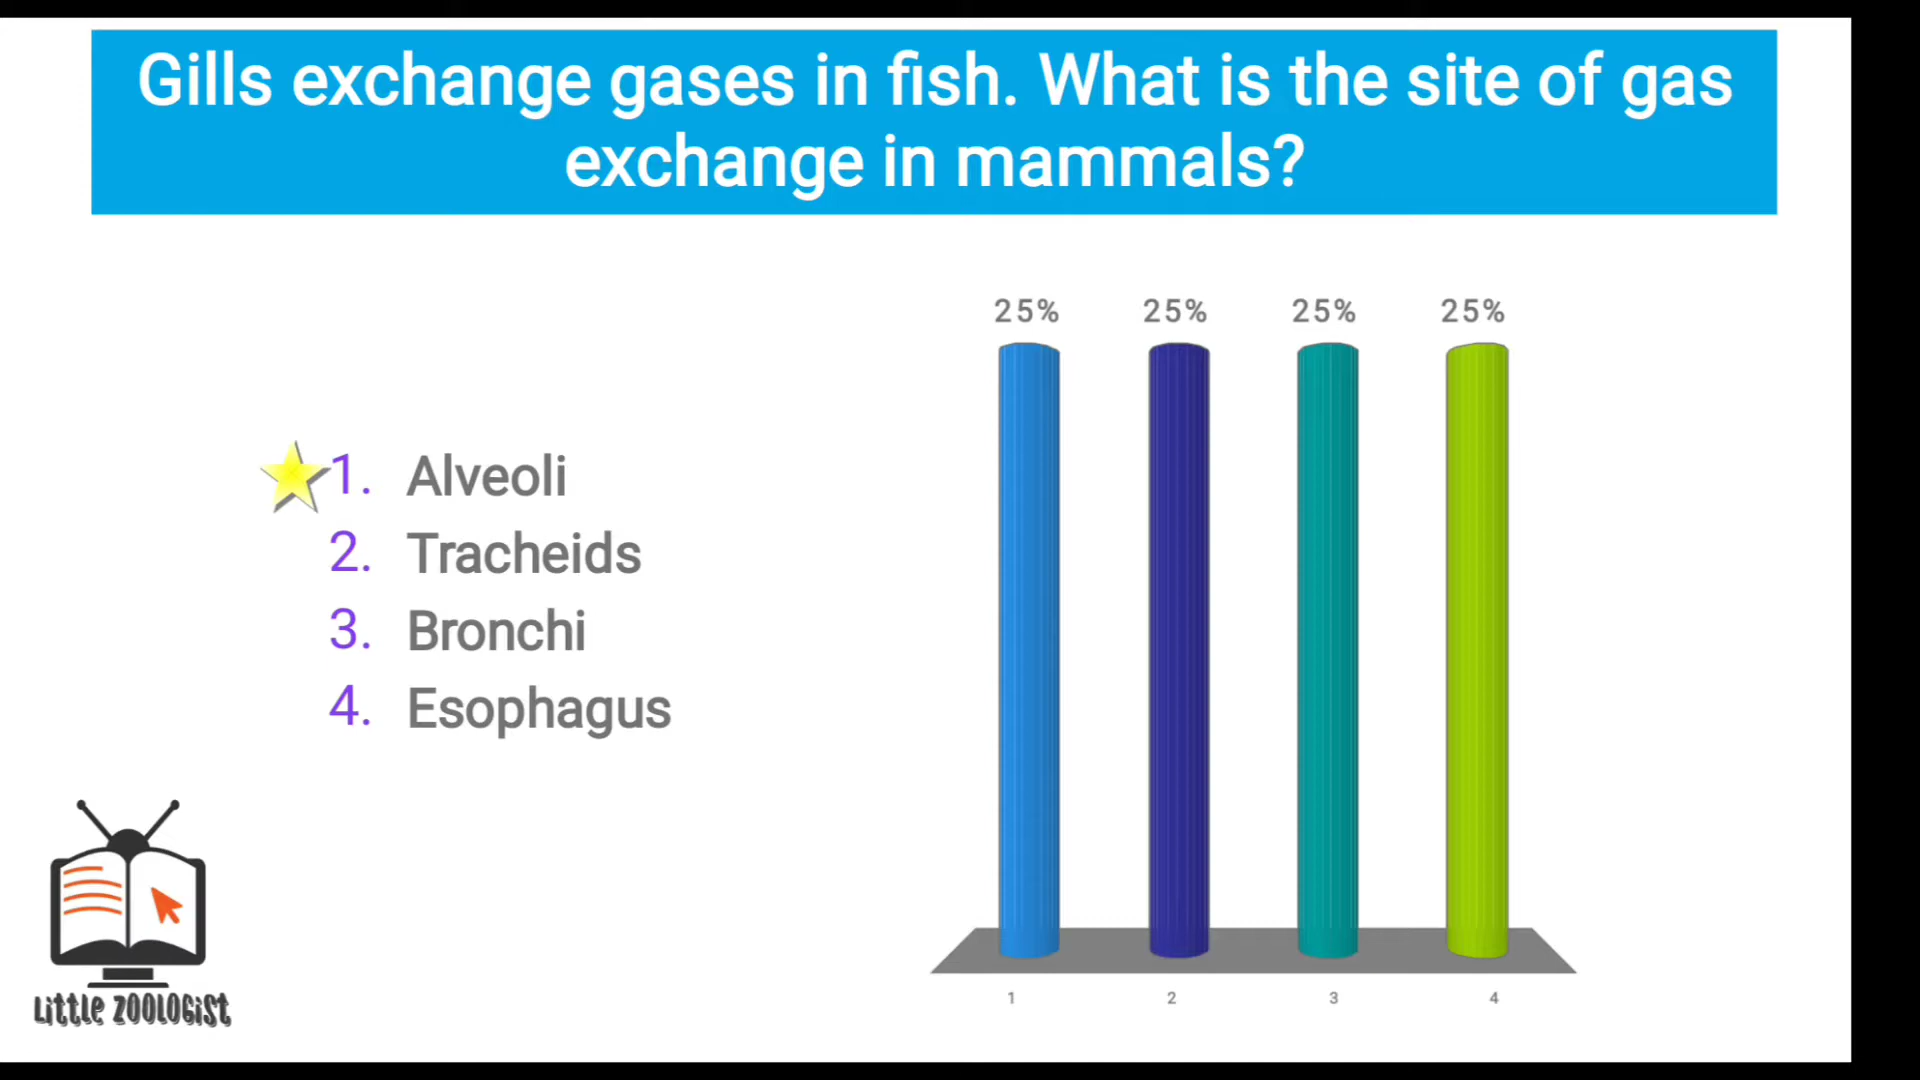 Gills exchange gases in fish. What is the site of gas
exchange in mammals?
1. Alveoli
2. Tracheids
3. Bronchi
4. Esophagus
25% 25% 25% 25%
1 2 3 4
Little Zoologist